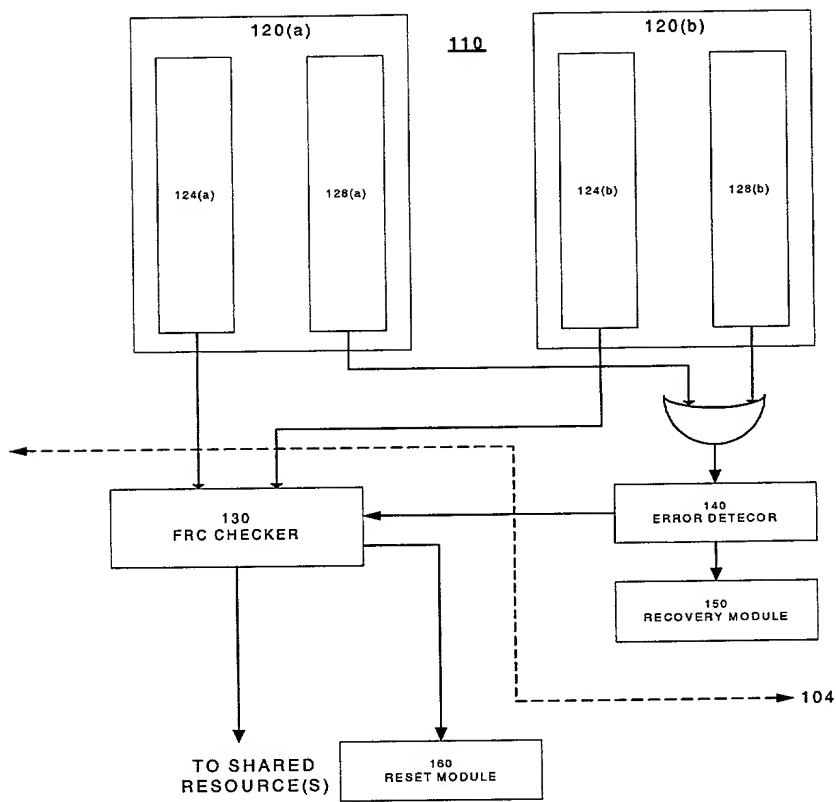 120(a)
110
120(b)
124(a)
128(a)
124(b)
128(b)
130
FRC CHECKER
140
ERROR DETECOR
150
RECOVERY MODULE
104
TO SHARED
RESOURCE(S)
160
RESET MODULE